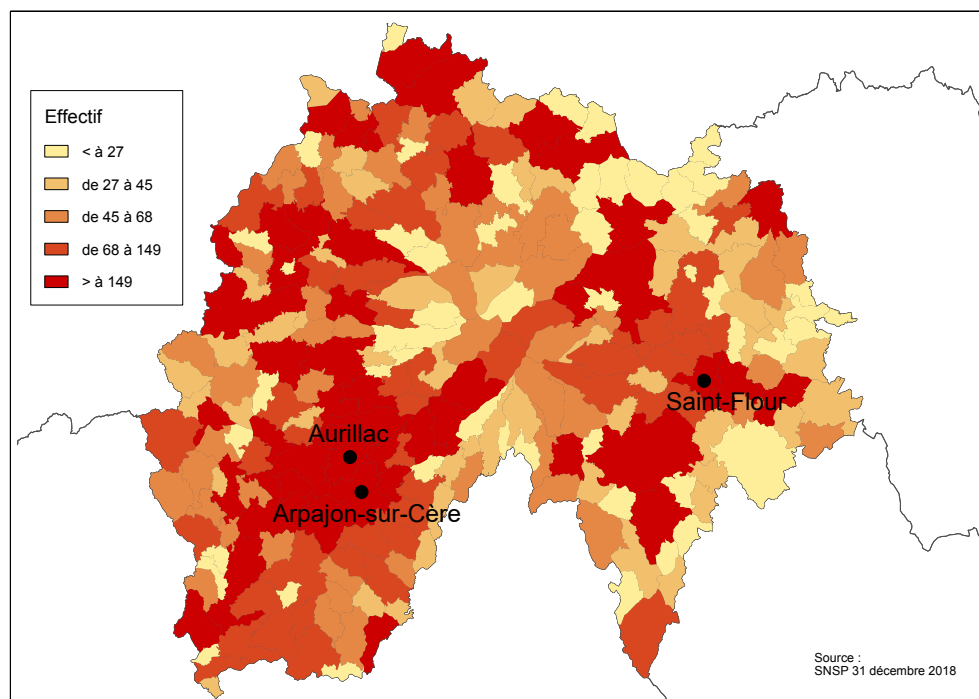 Effectif
< à 27
de 27 à 45
de 45 à 68
de 68 à 149
> à 149
Saint-Flour
Aurillac
Arpajon-sur-Cère
Source :
SNSP 31 décembre 2018